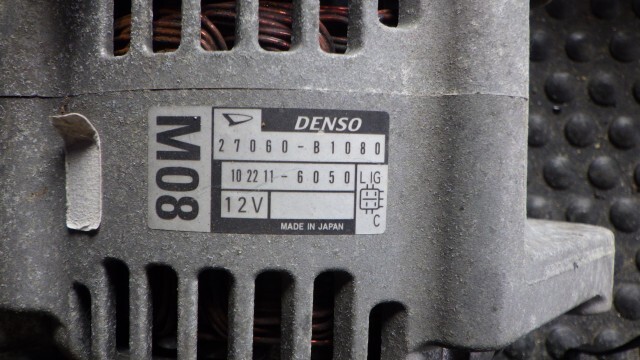 M08
DENSO
27060-B1080
102211-6050
L IG
12V
C
MADE IN JAPAN